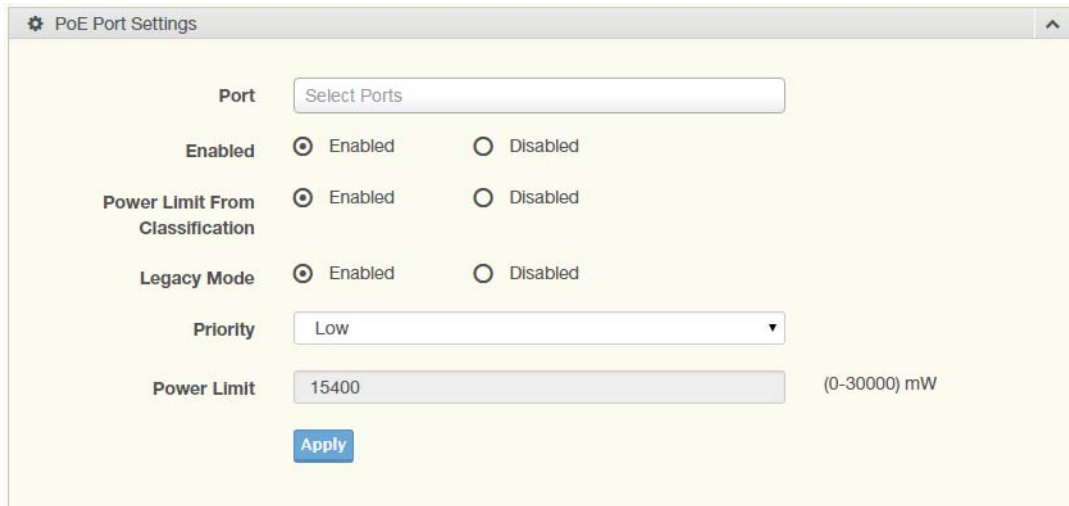 PoE Port Settings
Port Select Ports
Enabled Enabled Disabled
Power Limit From Classification Enabled Disabled
Legacy Mode Enabled Disabled
Priority Low
Power Limit 15400 (0-30000) mW
Apply